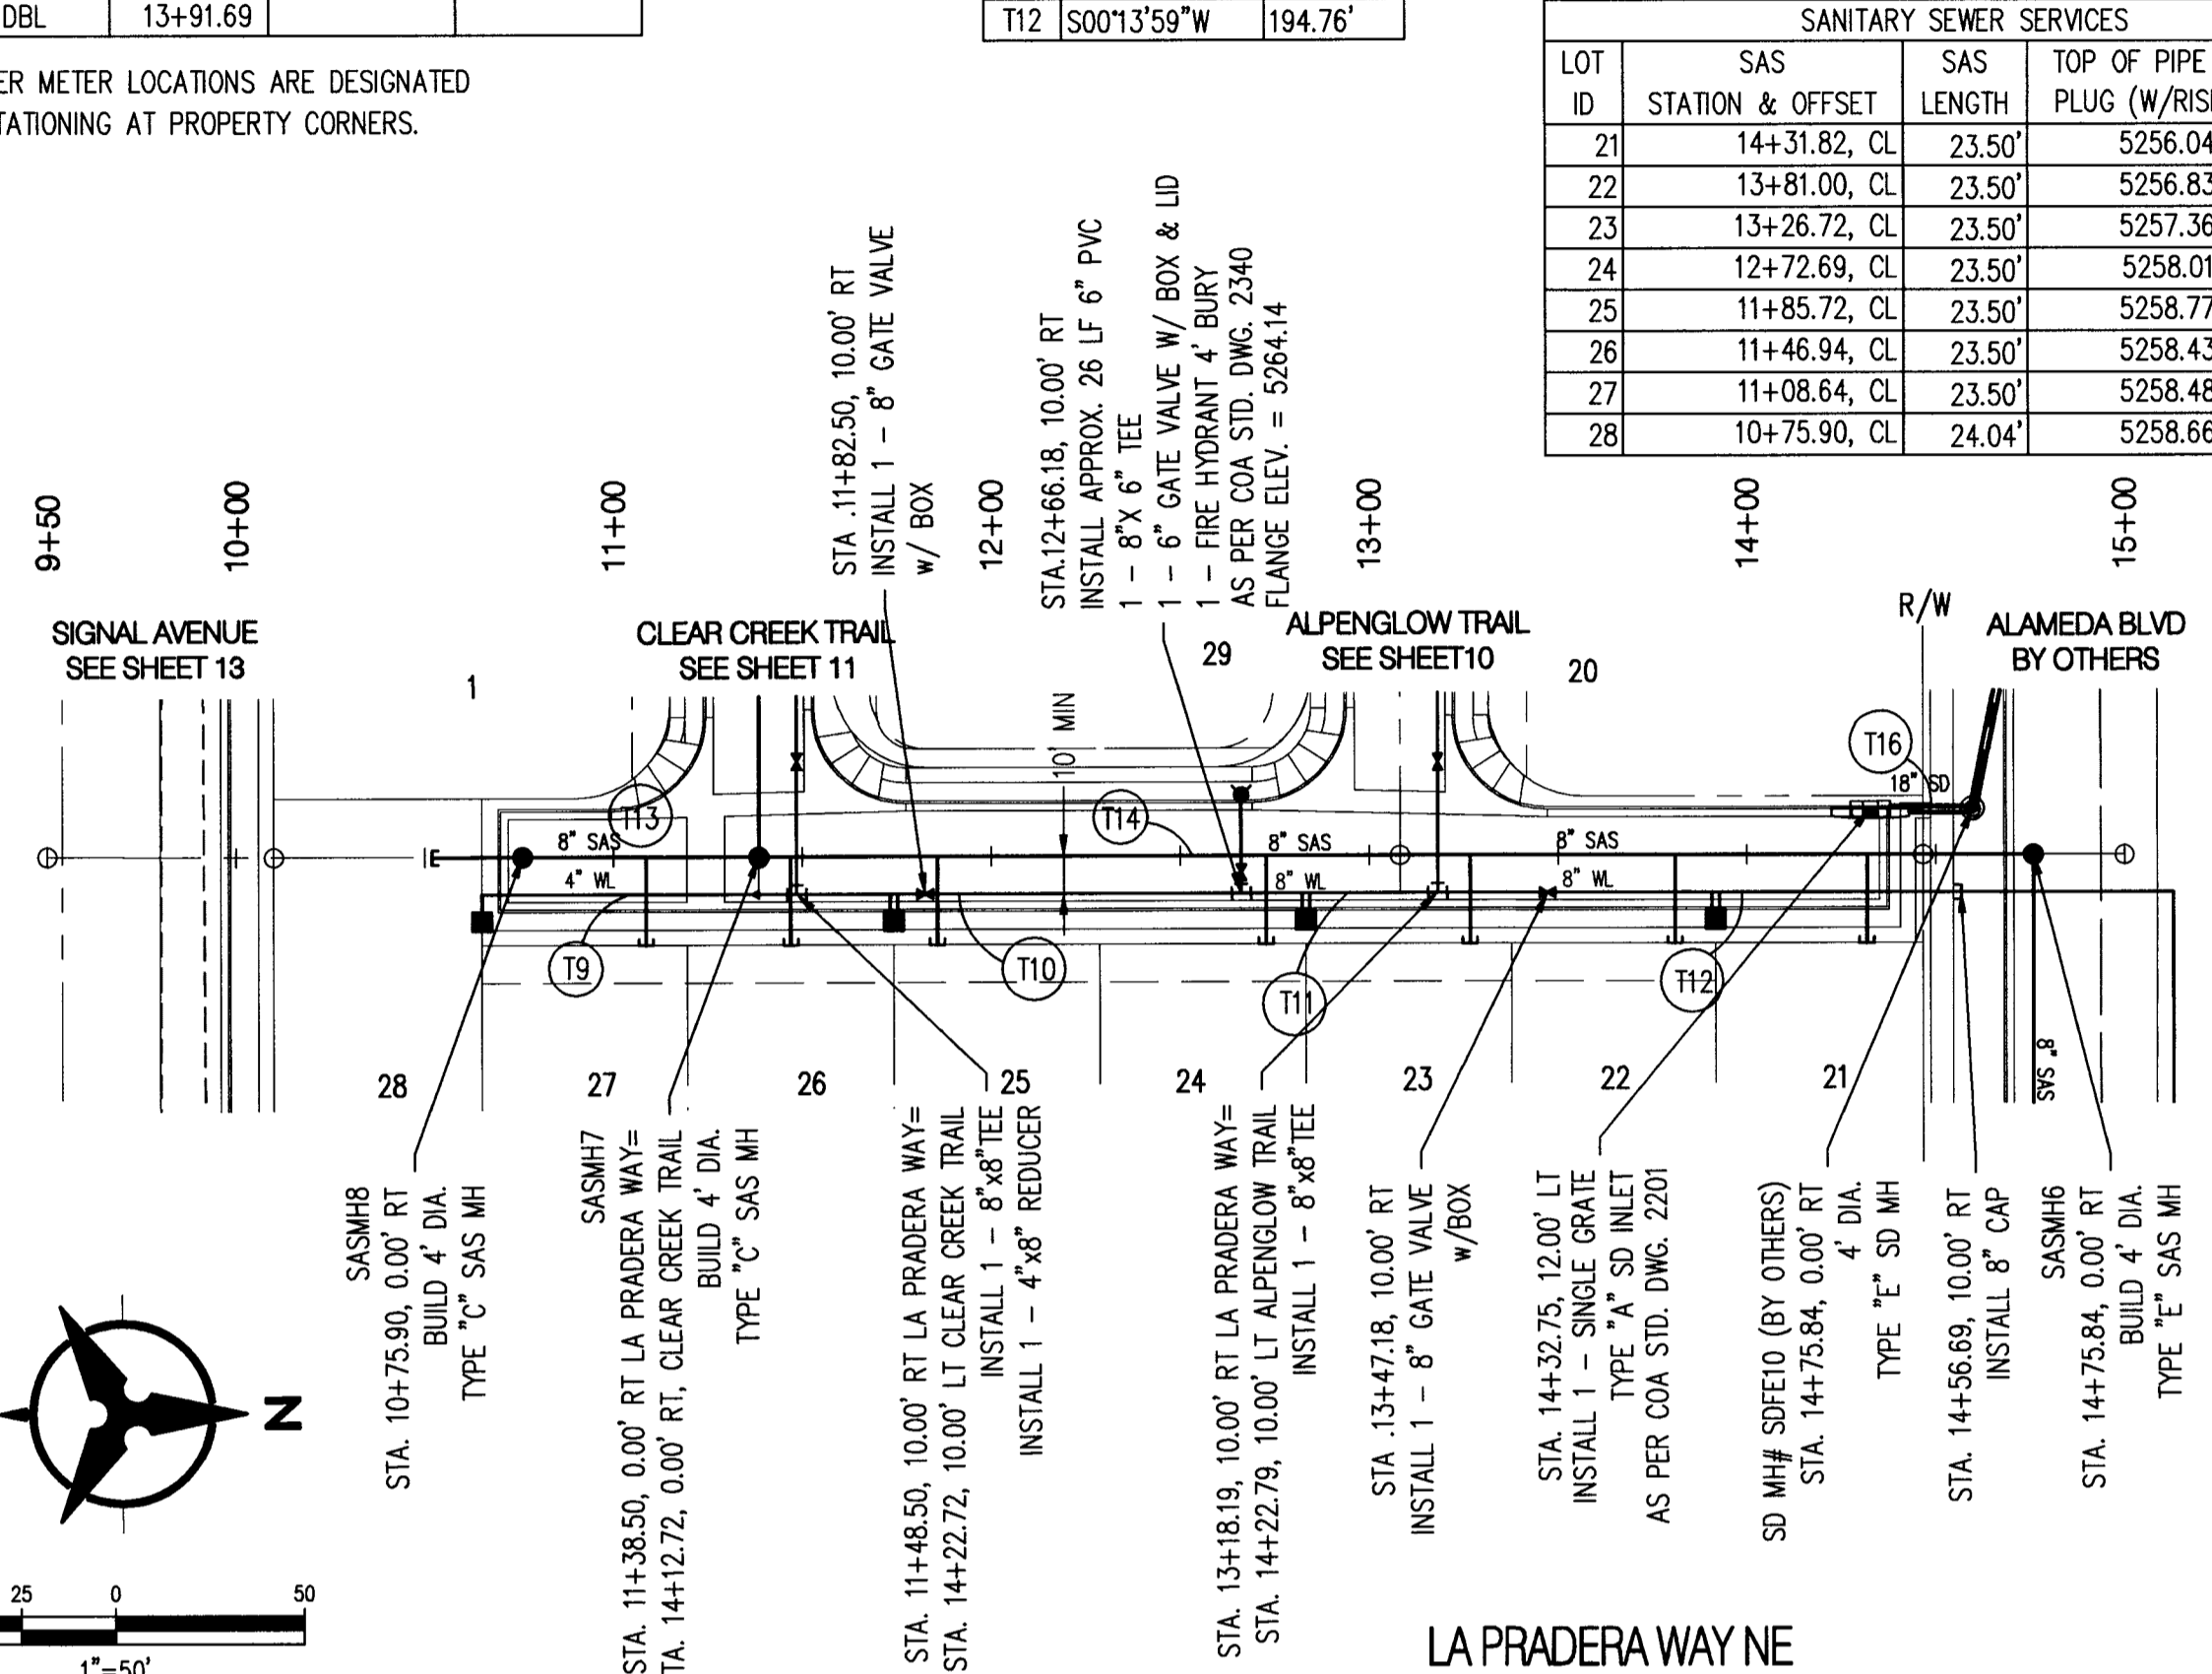 DBL 13+91.69
T12 S00°13'59"W 194.76'
ER METER LOCATIONS ARE DESIGNATED
TATIONING AT PROPERTY CORNERS.
SANITARY SEWER SERVICES
LOT ID SAS STATION & OFFSET SAS LENGTH TOP OF PIPE PLUG (W/RIS
21 14+31.82, CL 23.50' 5256.04
22 13+81.00, CL 23.50' 5256.83
23 13+26.72, CL 23.50' 5257.36
24 12+72.69, CL 23.50' 5258.01
25 11+85.72, CL 23.50' 5258.77
26 11+46.94, CL 23.50' 5258.43
27 11+08.64, CL 23.50' 5258.48
28 10+75.90, CL 24.04' 5258.66
STA .11+82.50, 10.00' RT
INSTALL 1 - 8" GATE VALVE
w/ BOX
STA.12+66.18, 10.00' RT
INSTALL APPROX. 26 LF 6" PVC
1 - 8"X 6" TEE
1 - 6" GATE VALVE W/ BOX & LID
1 - FIRE HYDRANT 4' BURY
AS PER COA STD. DWG. 2340
FLANGE ELEV. = 5264.14
9+50
10+00
11+00
12+00
13+00
14+00
15+00
SIGNAL AVENUE
SEE SHEET 13
CLEAR CREEK TRAIL
SEE SHEET 11
ALPENGLOW TRAIL
SEE SHEET10
R/W
ALAMEDA BLVD
BY OTHERS
1
29
20
10' MIN
T16
18" SD
T13
T14
8" SAS
8" SAS
8" SAS
4" WL
8" WL
8" WL
T9
T10
T11
T12
8" SAS
28
27
26
25
24
23
22
21
SASMH8
STA. 10+75.90, 0.00' RT
BUILD 4' DIA.
TYPE "C" SAS MH
SASMH7
STA. 11+38.50, 0.00' RT LA PRADERA WAY=
TA. 14+12.72, 0.00' RT, CLEAR CREEK TRAIL
BUILD 4' DIA.
TYPE "C" SAS MH
STA. 11+48.50, 10.00' RT LA PRADERA WAY=
STA. 14+22.72, 10.00' LT CLEAR CREEK TRAIL
INSTALL 1 - 8"x8"TEE
INSTALL 1 - 4"x8" REDUCER
STA. 13+18.19, 10.00' RT LA PRADERA WAY=
STA. 14+22.79, 10.00' LT ALPENGLOW TRAIL
INSTALL 1 - 8"x8"TEE
STA .13+47.18, 10.00' RT
INSTALL 1 - 8" GATE VALVE
w/BOX
STA. 14+32.75, 12.00' LT
INSTALL 1 - SINGLE GRATE
TYPE "A" SD INLET
AS PER COA STD. DWG. 2201
SD MH# SDFE10 (BY OTHERS)
STA. 14+75.84, 0.00' RT
4' DIA.
TYPE "E" SD MH
STA. 14+56.69, 10.00' RT
INSTALL 8" CAP
SASMH6
STA. 14+75.84, 0.00' RT
BUILD 4' DIA.
TYPE "E" SAS MH
N
25 0 50
1"=50'
LA PRADERA WAY NE